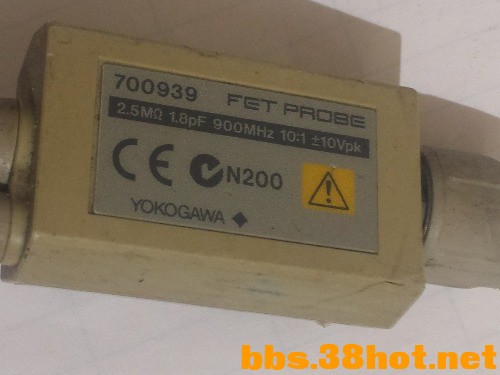 700939 FET PROBE
2.5MΩ 1.8pF 900MHz 10:1 ±10Vpk
CE N200
YOKOGAWA
bbs.38hot.net